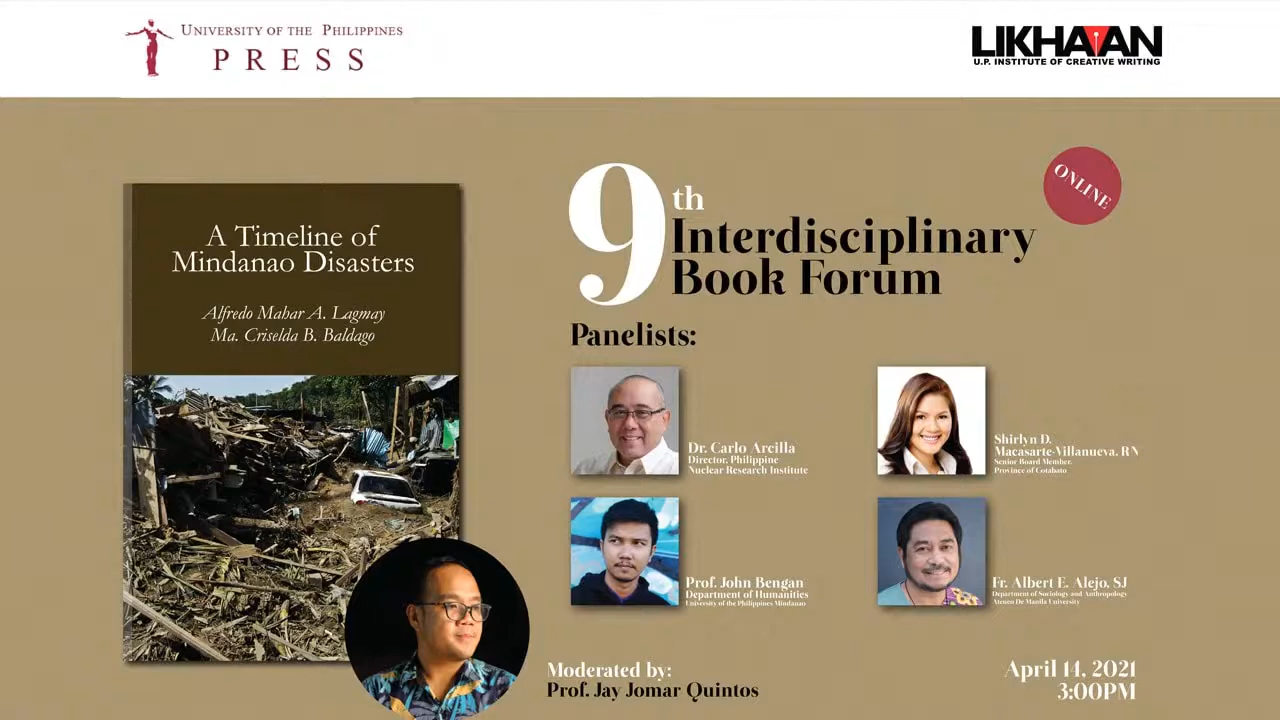 UNIVERSITY OF THE PHILIPPINES
PRESS
LIKHAAN
U.P. INSTITUTE OF CREATIVE WRITING
A Timeline of
Mindanao Disasters
Alfredo Mahar A. Lagmay
Ma. Criselda B. Baldago
9th
Interdisciplinary
Book Forum
ONLINE
Panelists:
Dr. Carlo Arcilla
Director, Philippine
Nuclear Research Institute
Shirlyn D.
Macasarte-Villanueva, RN
Senior Board Member,
Province of Cotabato
Prof. John Bengan
Department of Humanities
University of the Philippines Mindanao
Fr. Albert E. Alejo, SJ
Department of Sociology and Anthropology
Ateneo De Manila University
Moderated by:
Prof. Jay Jomar Quintos
April 14, 2021
3:00PM